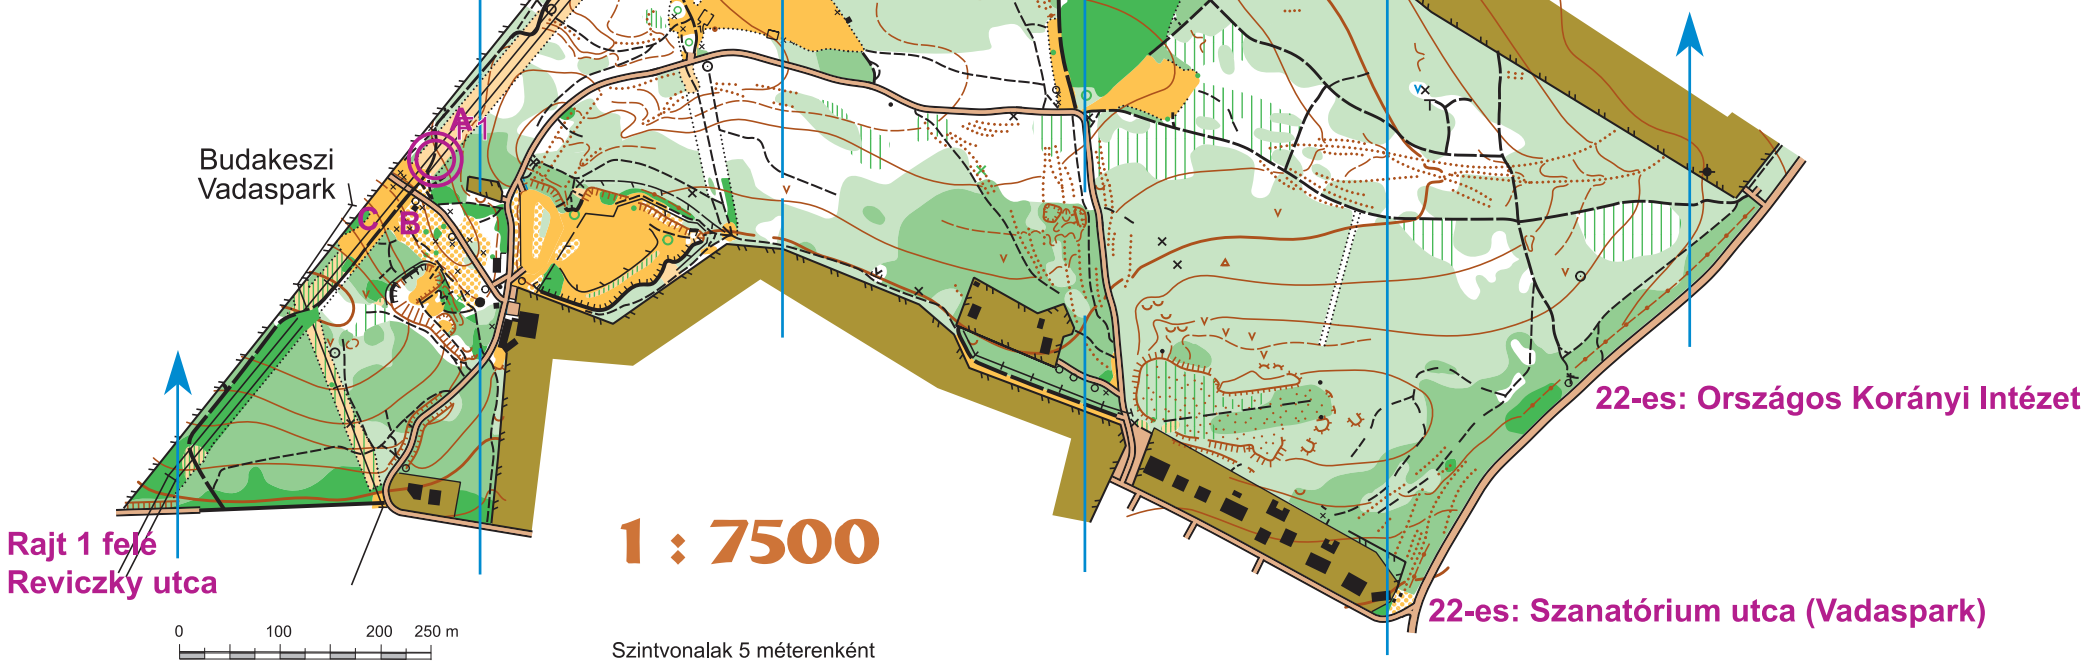 A
F1
Budakeszi
Vadaspark
C
B
22-es: Országos Korányi Intézet
1 : 7500
Rajt 1 felé
Reviczky utca
22-es: Szanatórium utca (Vadaspark)
0 100 200 250 m
Szintvonalak 5 méterenként